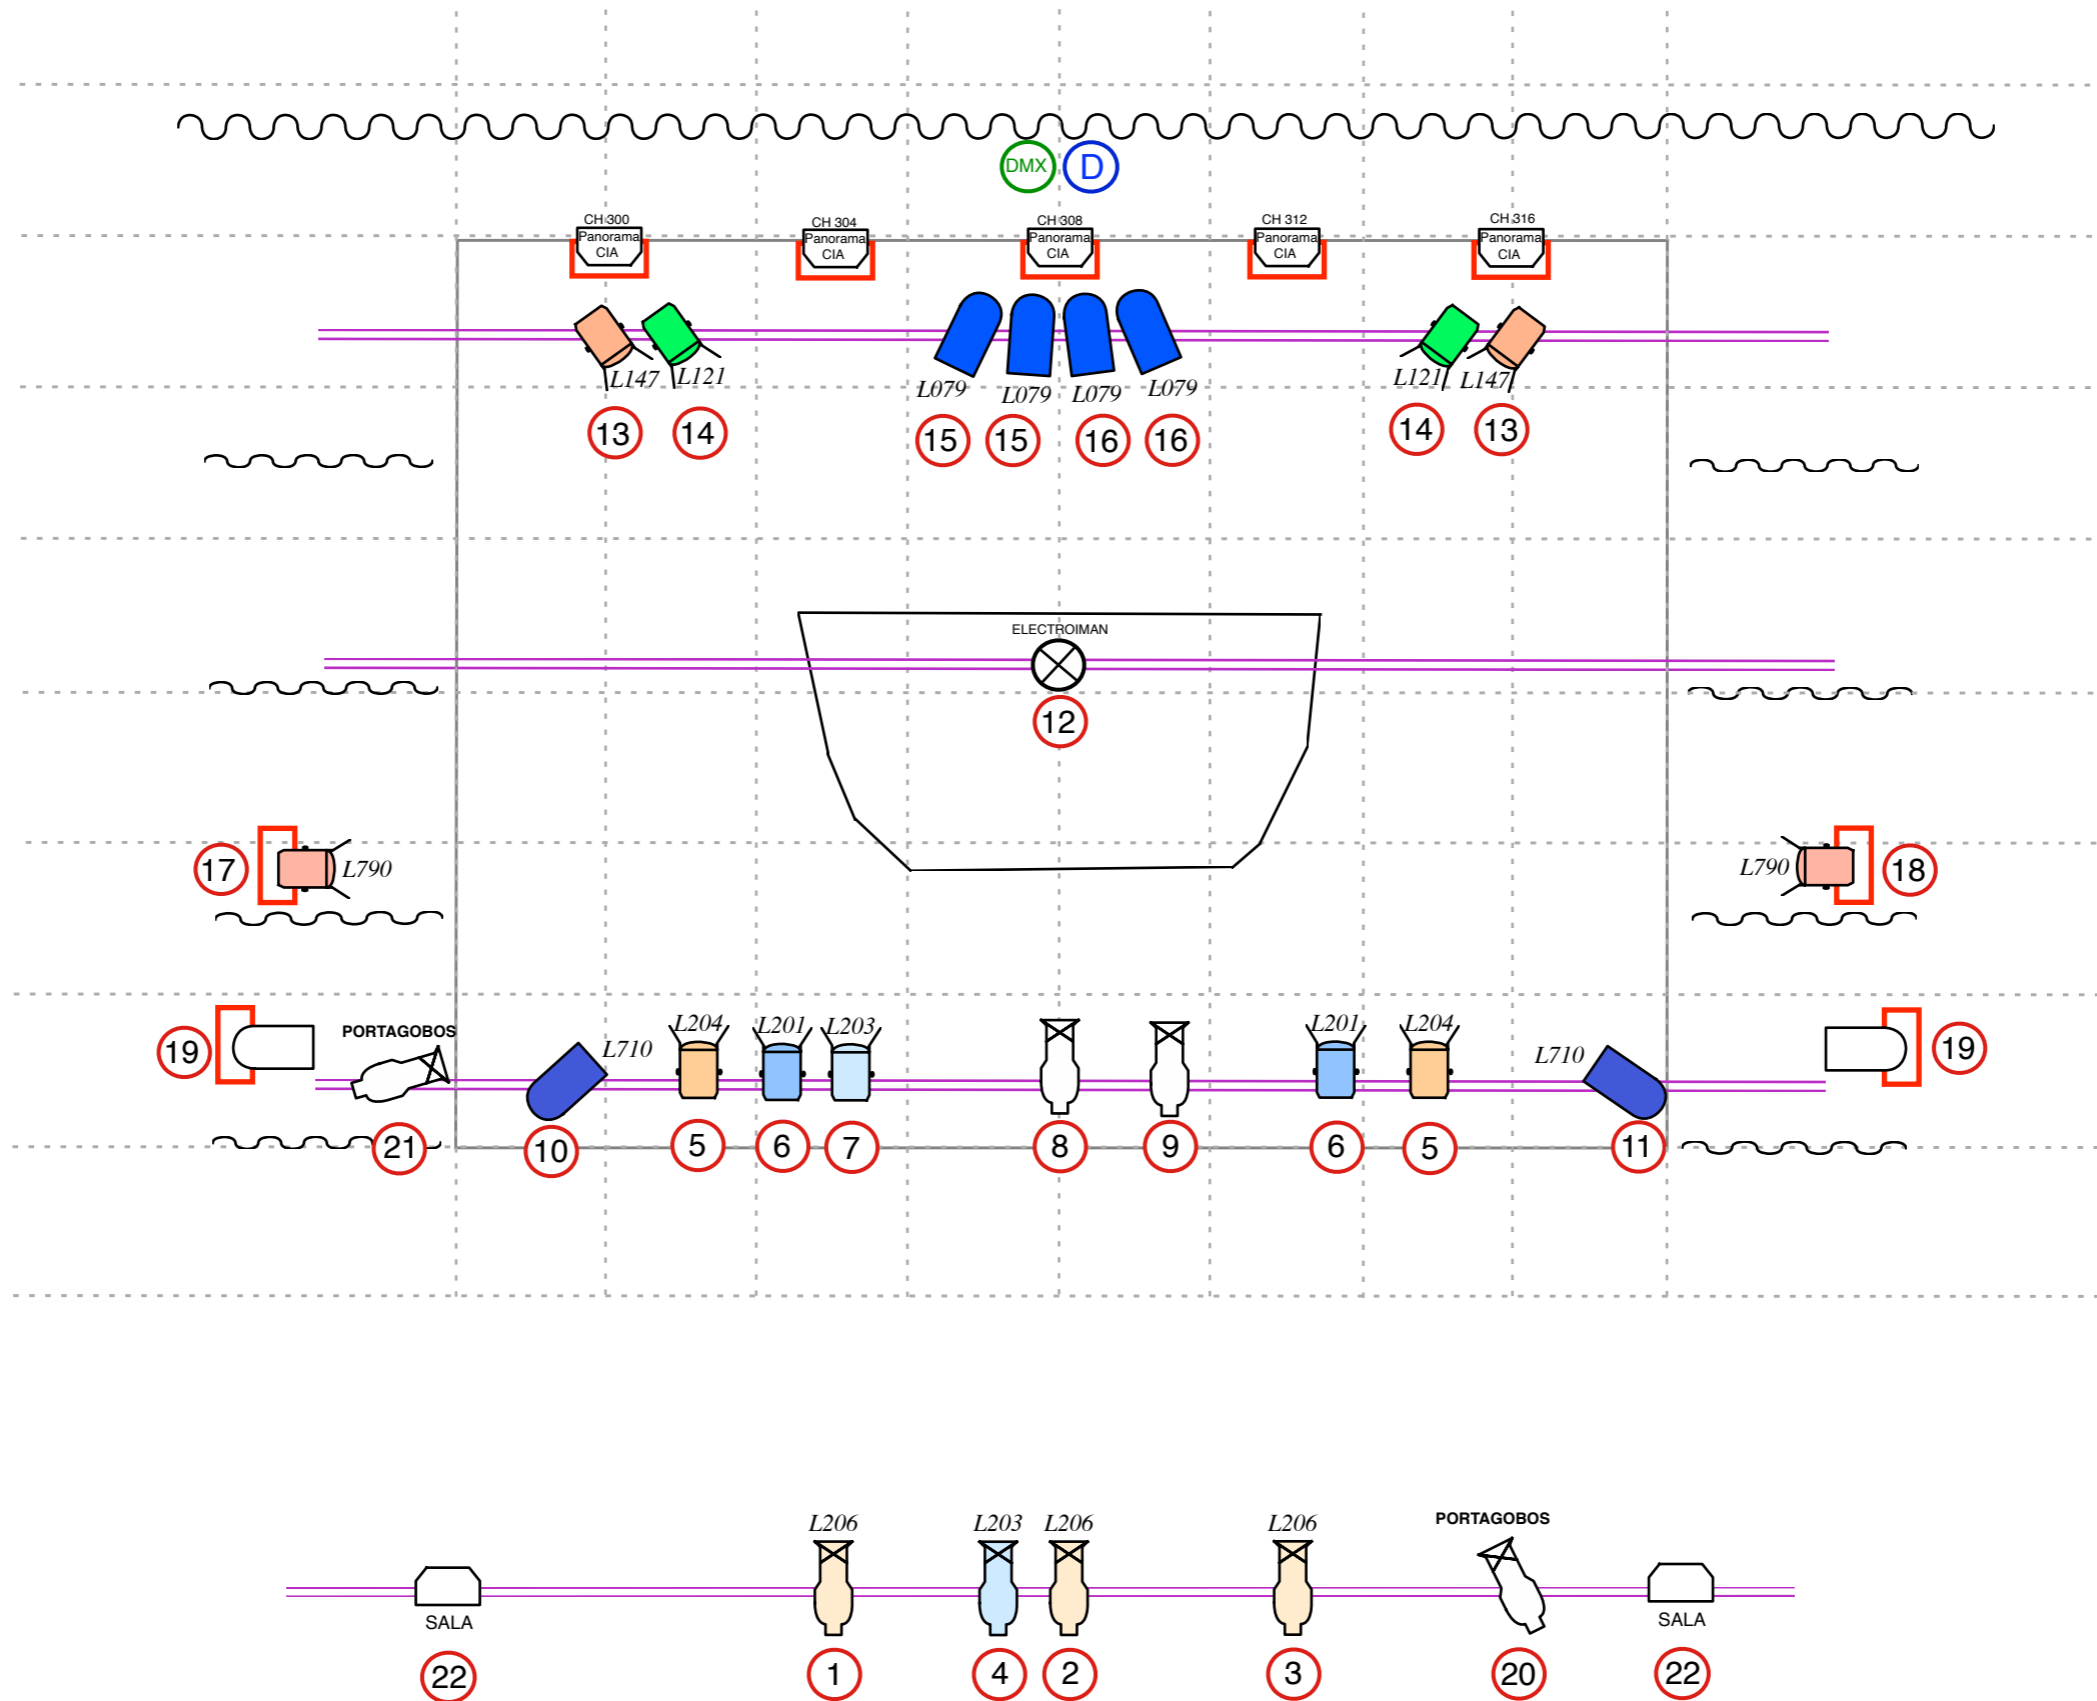 DMX D
CH 300 CH 304 CH 308 CH 312 CH 316
Panorama Panorama Panorama Panorama Panorama
CIA CIA CIA CIA CIA
L147 L121 L079 L079 L079 L079 L121 L147
13 14 15 15 16 16 14 13
ELECTROIMAN
12
17 L790 L790 18
L204 L201 L203 L201 L204
19 PORTAGOBOS L710 L710 19
21 10 5 6 7 8 9 6 5 11
L206 L203 L206 L206 PORTAGOBOS
SALA SALA
22 1 4 2 3 20 22